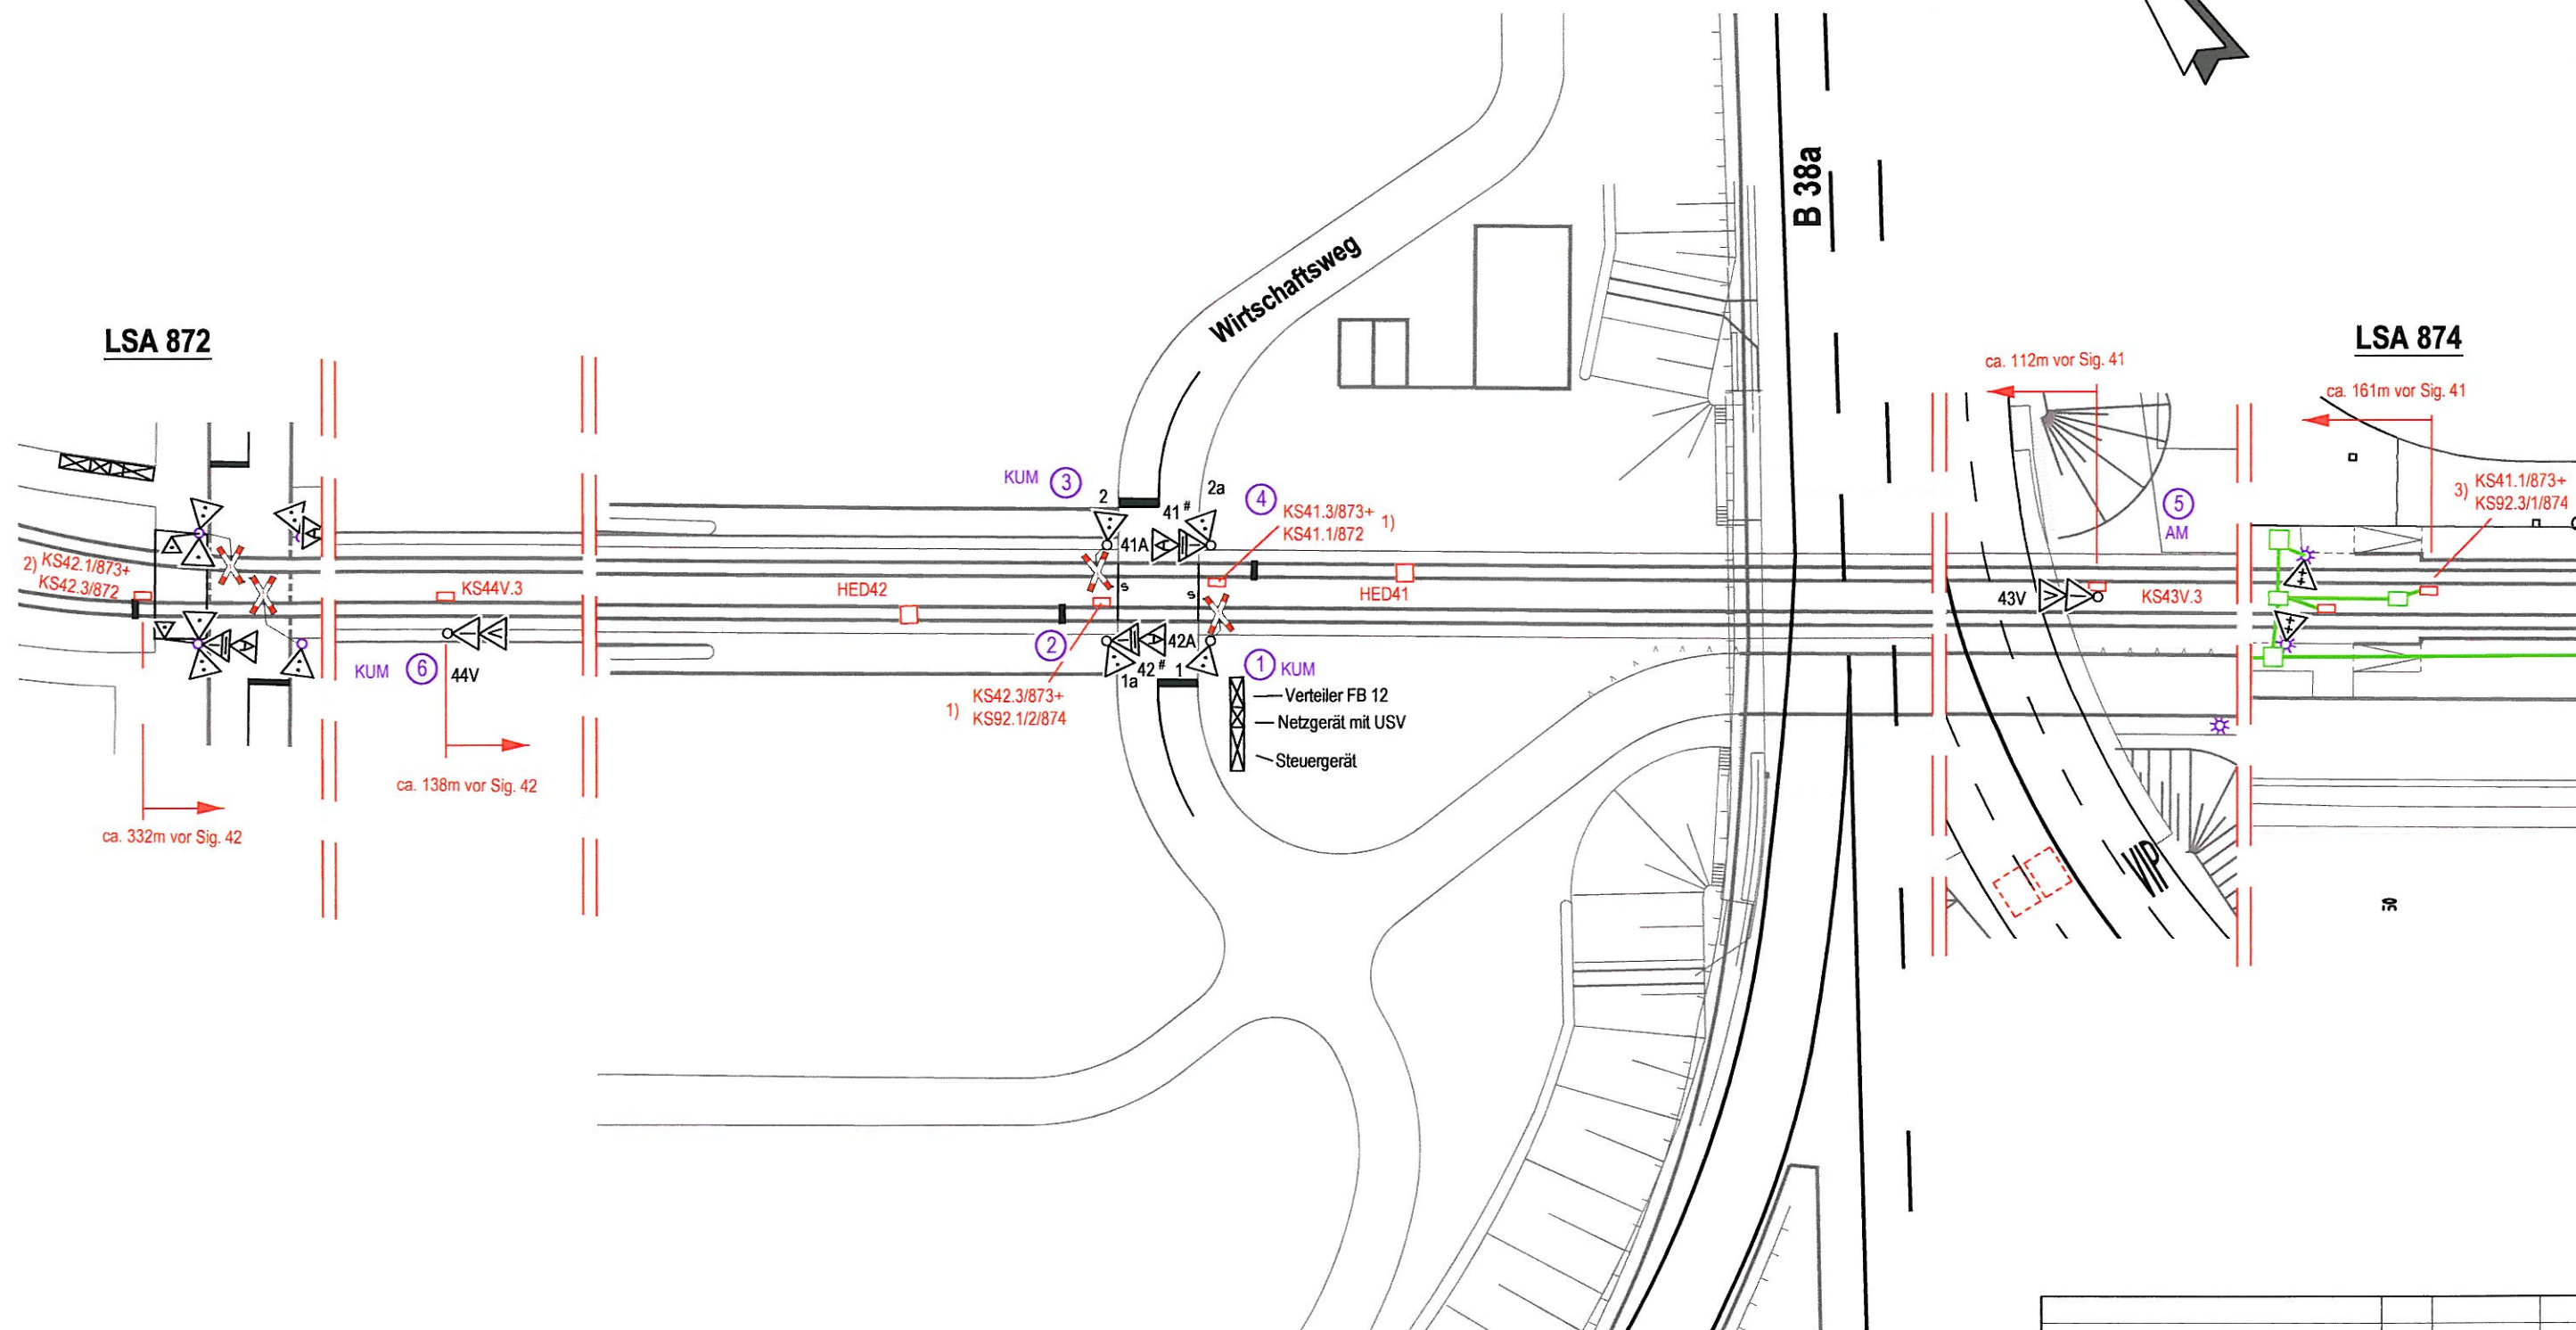 B 38a
Wirtschaftsweg
LSA 872
LSA 874
ca. 112m vor Sig. 41
ca. 161m vor Sig. 41
KUM
3
2
2a
4
41#
KS41.3/873+
KS41.1/872
1)
5
AM
3)
KS41.1/873+
KS92.3/1/874
41A
A
A
2) KS42.1/873+
KS42.3/872
KS44V.3
HED42
s
s
HED41
43V
KS43V.3
KUM
6
44V
A
2
A
42A
42#
1a
1
1
KUM
1)
KS42.3/873+
KS92.1/2/874
Verteiler FB 12
Netzgerät mit USV
Steuergerät
ca. 138m vor Sig. 42
ca. 332m vor Sig. 42
VIP